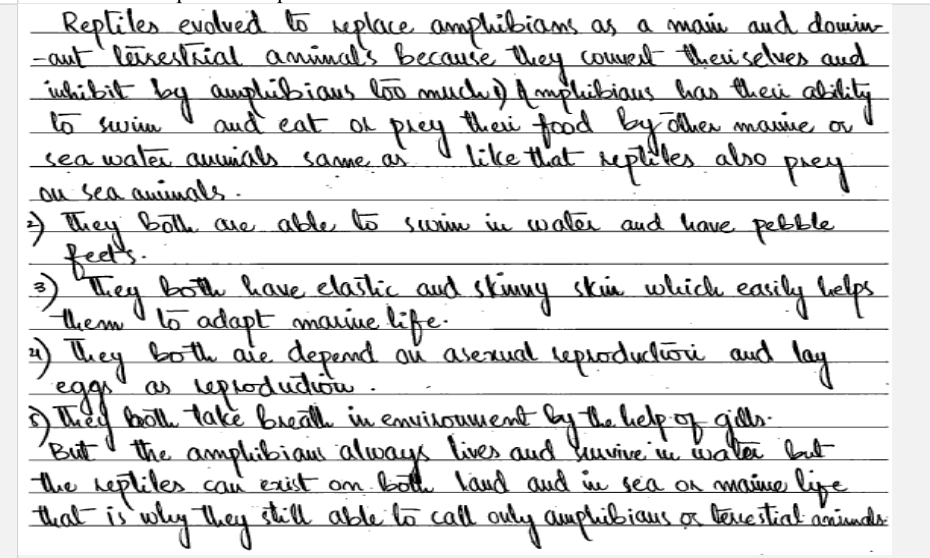 Reptiles evolved to replace amphibians as a main and domin-
-ant terrestrial animals because they convert theirselves and
inhibit by amphibians too much 1) Amphibians has their ability
to swim and eat or prey their food by other marine or
sea water animals same as like that reptiles also prey
on sea animals.
2) They both are able to swim in water and have pebble
feet's.
3) They both have elastic and skinny skin which easily helps
them to adapt marine life.
4) They both are depend on asexual reproduction and lay
eggs as reproduction.
5) They both take breath in environment by the help of gills.
But the amphibians always lives and survive in water but
the reptiles can exist on both land and in sea or marine life
that is why they still able to call only amphibians or terrestial animals.